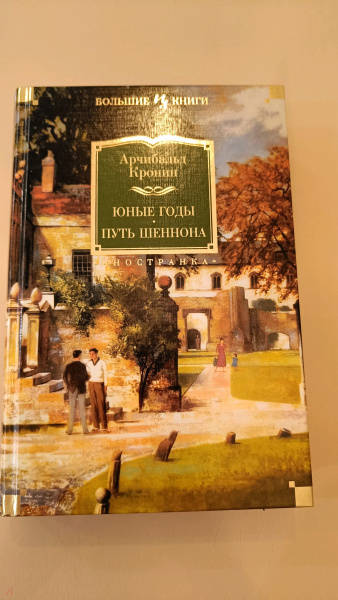 БОЛЬШИЕ КНИГИ
Арчибальд
Кронин
ЮНЫЕ ГОДЫ
ПУТЬ ШЕННОНА
ИНОСТРАНКА